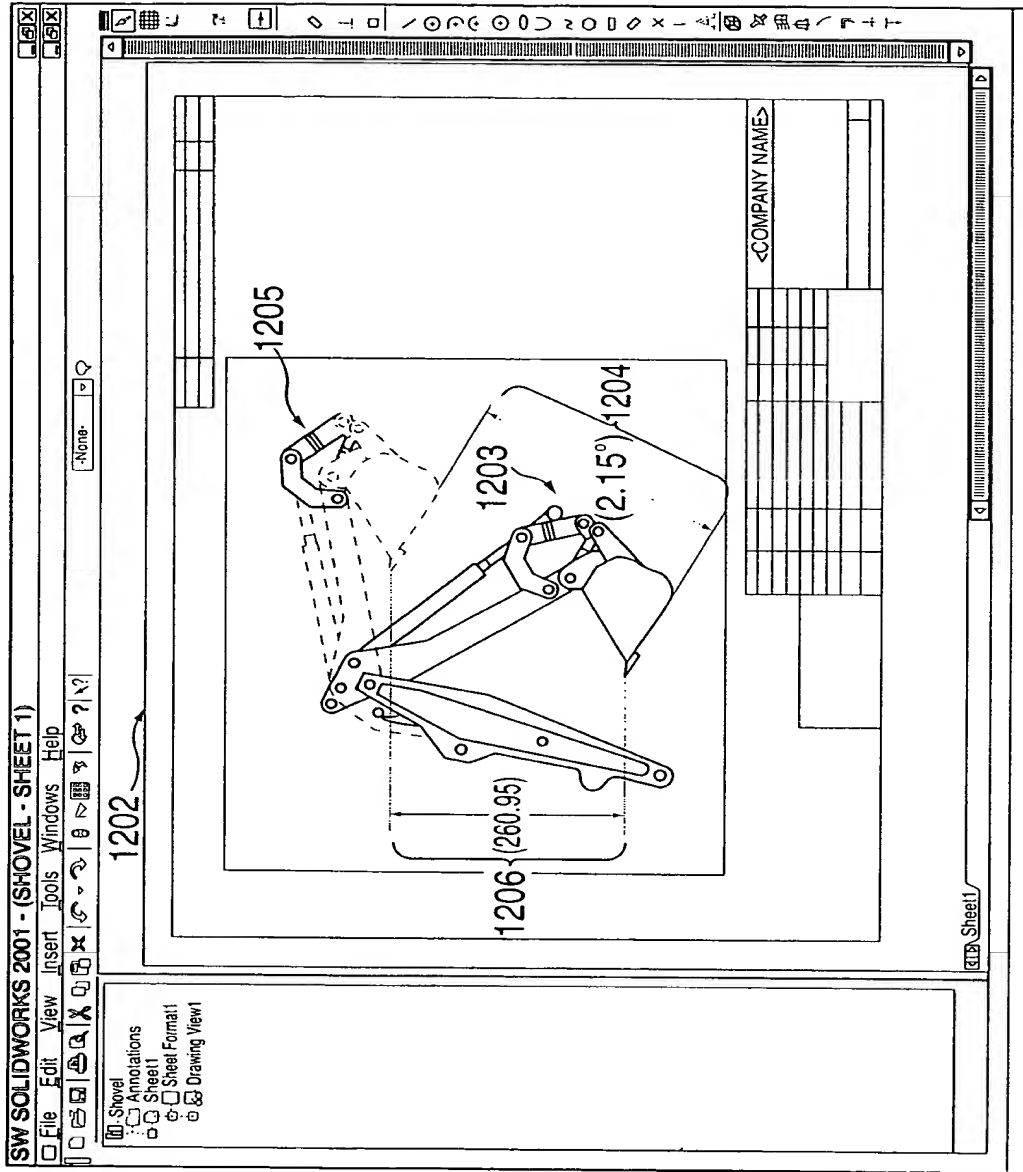 SW SOLIDWORKS 2001 - (SHOVEL - SHEET 1)
File Edit View Insert Tools Windows Help
-None-
1202
Shovel
Annotations
Sheet1
Sheet Format1
Drawing View1
1205
1203
(2.15°) 1204
1206 (260.95)
<COMPANY NAME>
Sheet1